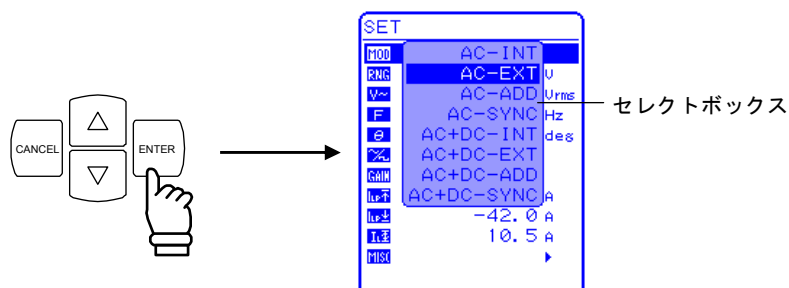 CANCEL
△
ENTER
▽
SET
MOD AC-INT
RNG AC-EXT V
V~ AC-ADD Vrms
F AC-SYNC Hz
θ AC+DC-INT deg
AC+DC-EXT
GAIN AC+DC-ADD
AC+DC-SYNC A
-42.0 A
10.5 A
MISC
セレクトボックス